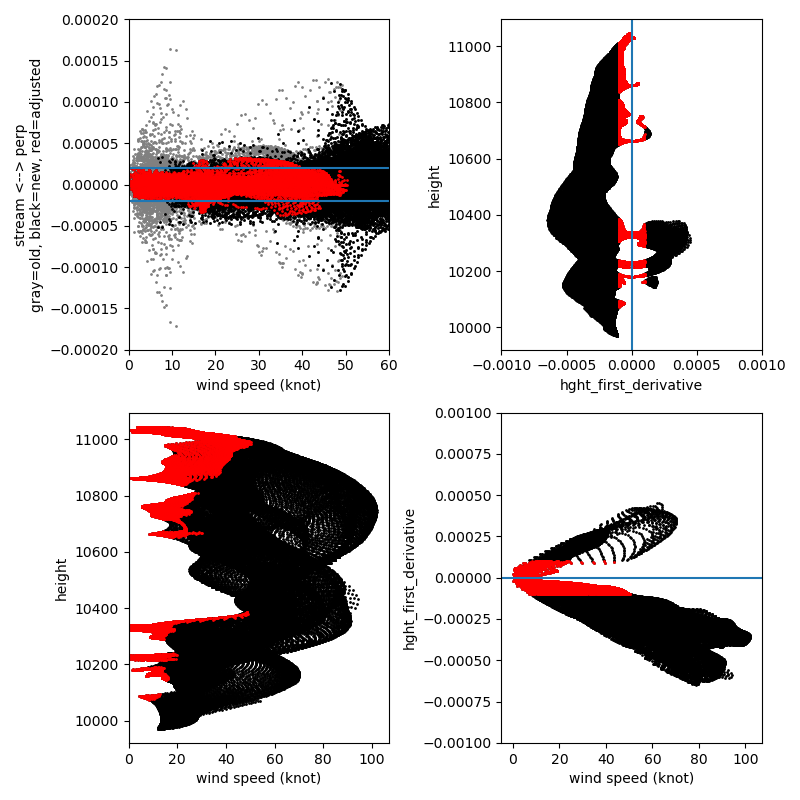 0.00020
0.00015
0.00010
0.00005
0.00000
−0.00005
−0.00010
−0.00015
−0.00020
stream <--> perp
gray=old, black=new, red=adjusted
0 10 20 30 40 50 60
wind speed (knot)
11000
10800
10600
10400
10200
10000
height
−0.0010 −0.0005 0.0000 0.0005 0.0010
hght_first_derivative
11000
10800
10600
10400
10200
10000
height
0 20 40 60 80 100
wind speed (knot)
0.00100
0.00075
0.00050
0.00025
0.00000
−0.00025
−0.00050
−0.00075
−0.00100
hght_first_derivative
0 20 40 60 80 100
wind speed (knot)